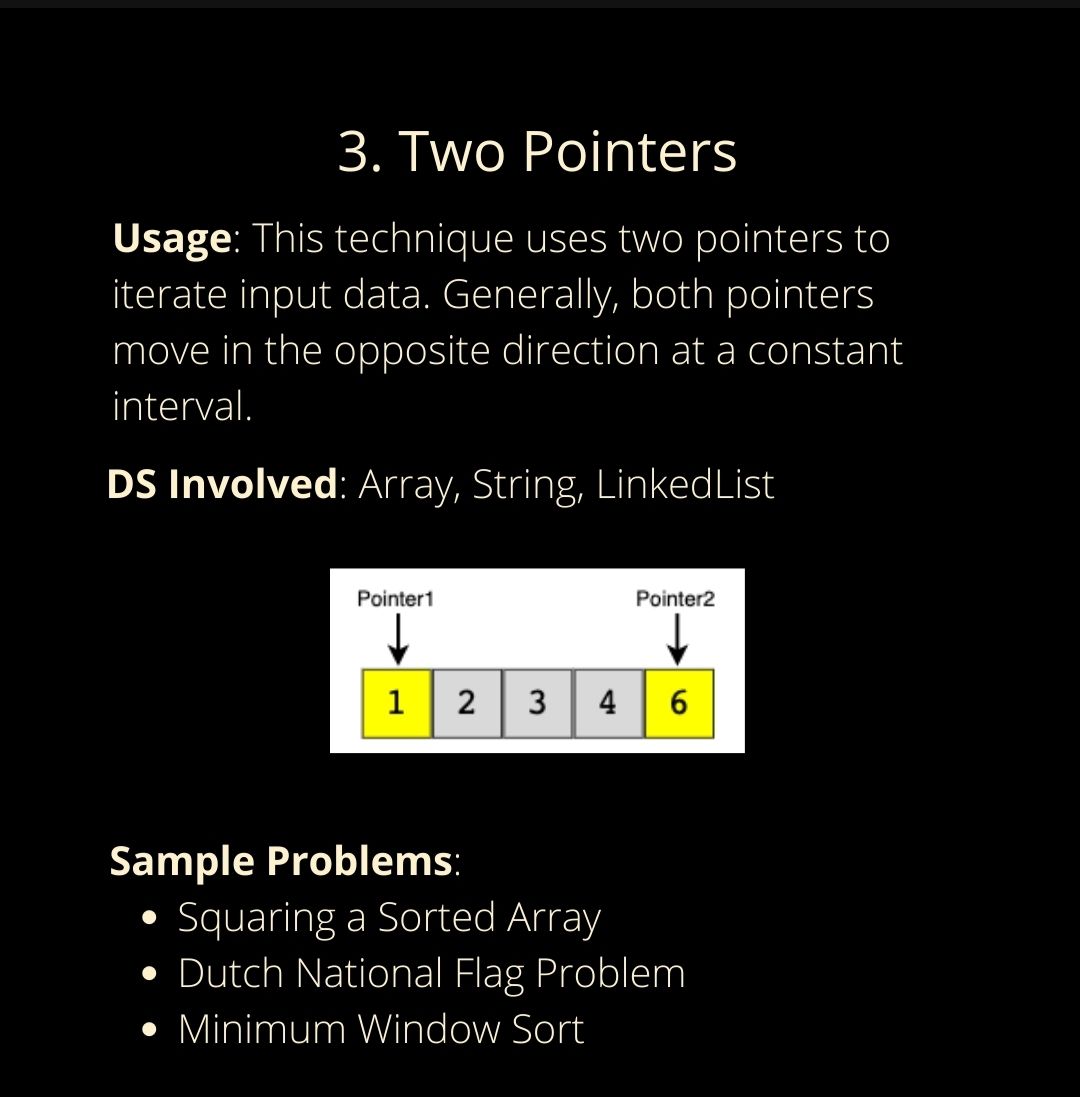 3. Two Pointers
Usage: This technique uses two pointers to
iterate input data. Generally, both pointers
move in the opposite direction at a constant
interval.
DS Involved: Array, String, LinkedList
Pointer1 Pointer2
1 2 3 4 6
Sample Problems:
• Squaring a Sorted Array
• Dutch National Flag Problem
• Minimum Window Sort